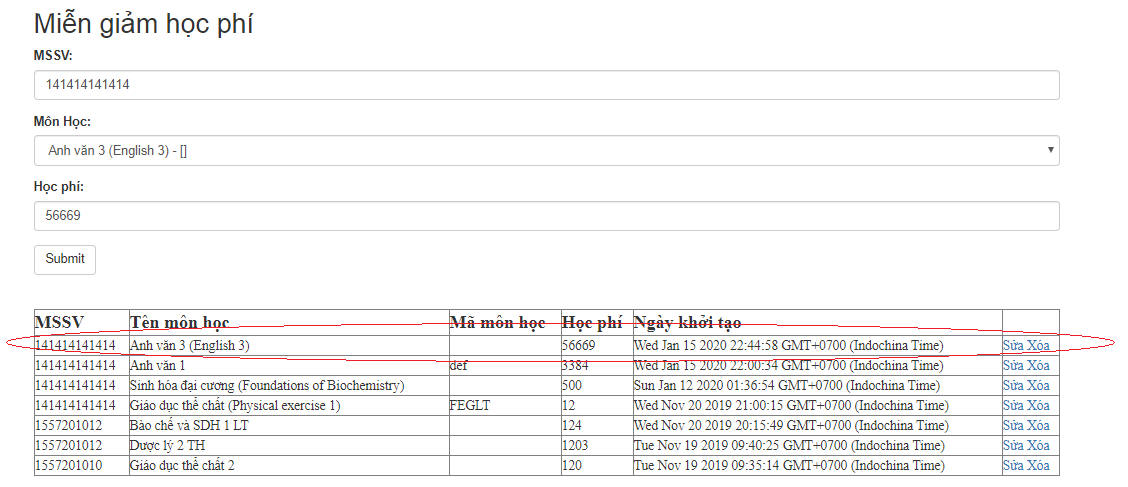 Miễn giảm học phí
MSSV:
141414141414
Môn Học:
Anh văn 3 (English 3) - []
Học phí:
56669
Submit
MSSV Tên môn học Mã môn học Học phí Ngày khởi tạo
141414141414 Anh văn 3 (English 3) 56669 Wed Jan 15 2020 22:44:58 GMT+0700 (Indochina Time) Sửa Xóa
141414141414 Anh văn 1 def 3384 Wed Jan 15 2020 22:00:34 GMT+0700 (Indochina Time) Sửa Xóa
141414141414 Sinh hóa đại cương (Foundations of Biochemistry) 500 Sun Jan 12 2020 01:36:54 GMT+0700 (Indochina Time) Sửa Xóa
141414141414 Giáo dục thể chất (Physical exercise 1) FEGLT 12 Wed Nov 20 2019 21:00:15 GMT+0700 (Indochina Time) Sửa Xóa
1557201012 Bào chế và SDH 1 LT 124 Wed Nov 20 2019 20:15:49 GMT+0700 (Indochina Time) Sửa Xóa
1557201012 Dược lý 2 TH 1203 Tue Nov 19 2019 09:40:25 GMT+0700 (Indochina Time) Sửa Xóa
1557201010 Giáo dục thể chất 2 120 Tue Nov 19 2019 09:35:14 GMT+0700 (Indochina Time) Sửa Xóa